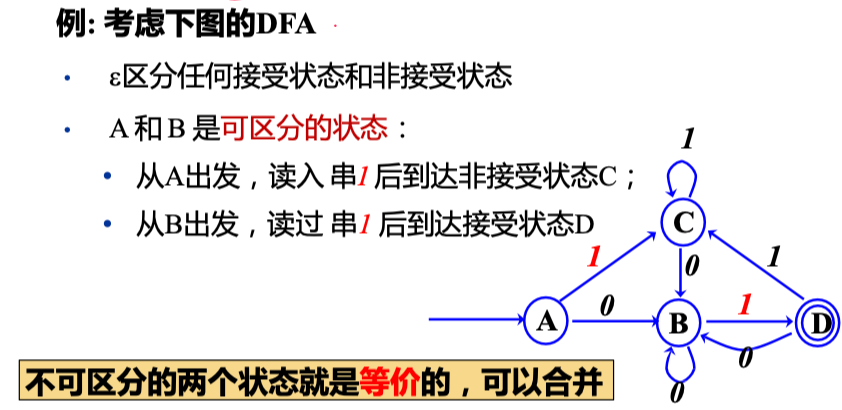 例: 考虑下图的DFA
• ε区分任何接受状态和非接受状态
• A 和 B 是可区分的状态：
• 从A出发，读入 串1 后到达非接受状态C；
• 从B出发，读过 串1 后到达接受状态D
1
C
1
0
1
A
0
B
1
D
0
0
不可区分的两个状态就是等价的，可以合并